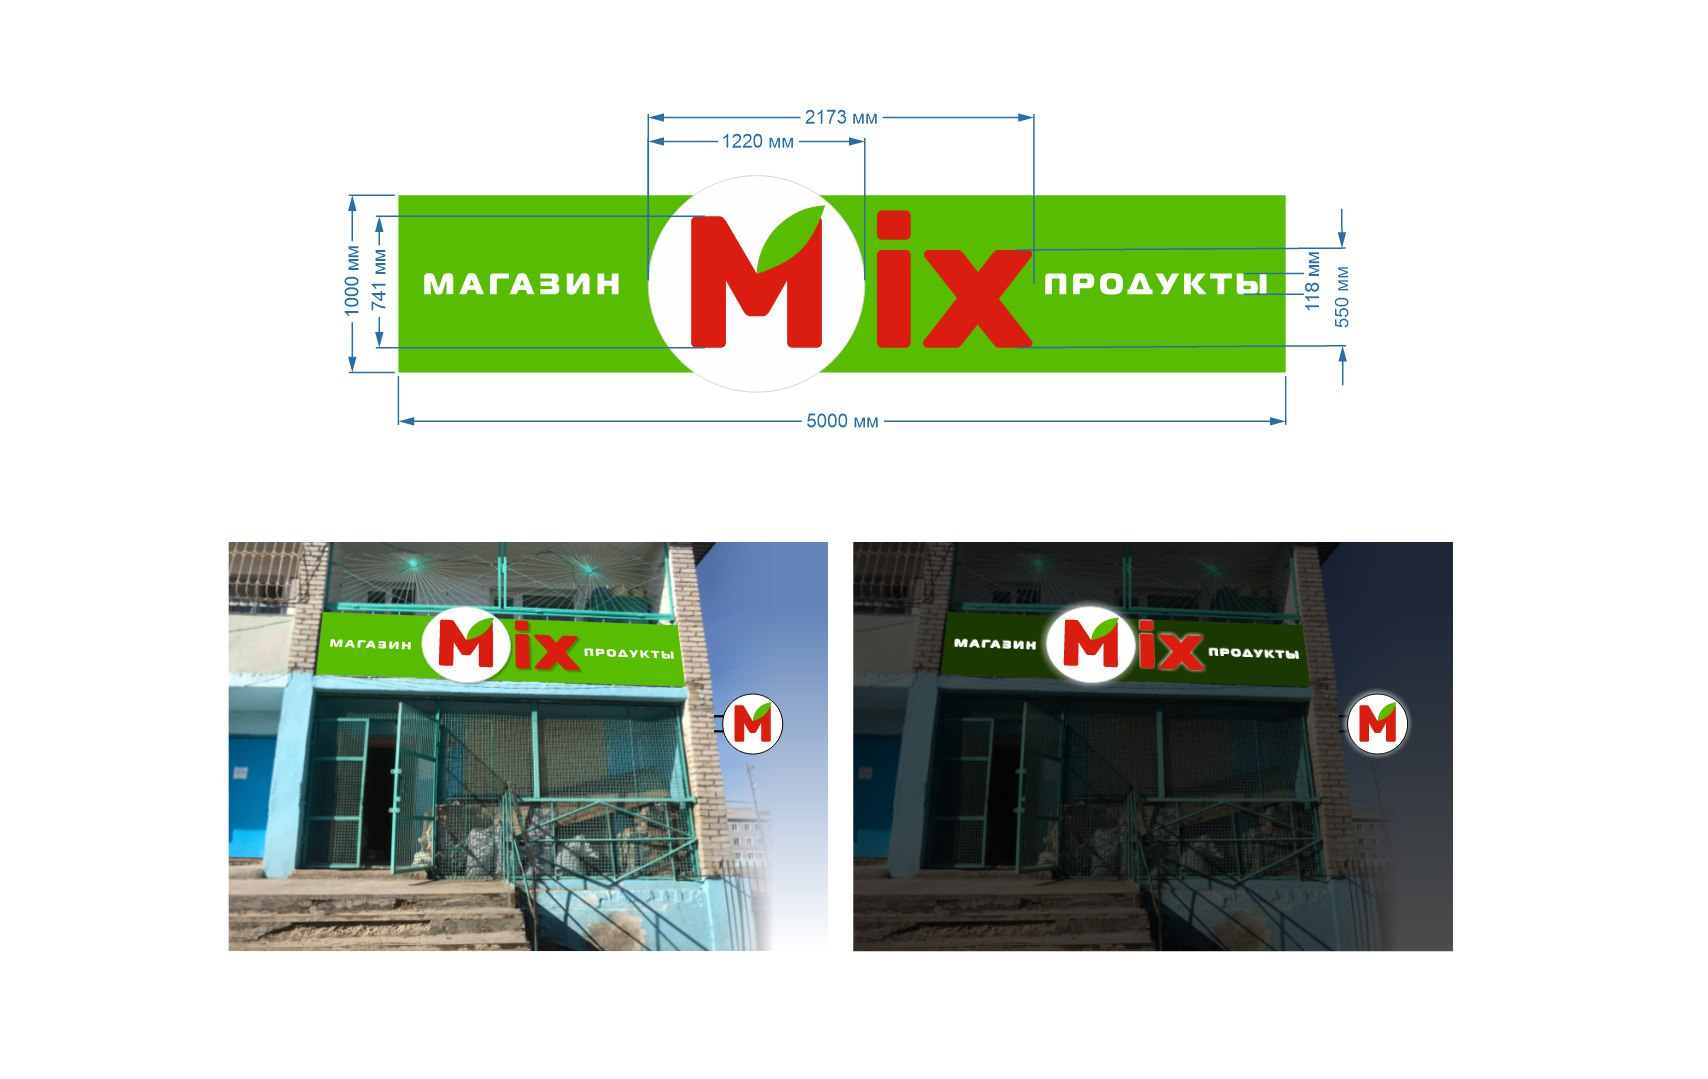 2173 мм
1220 мм
1000 мм
741 мм
МАГАЗИН Mix ПРОДУКТЫ
118 мм
550 мм
5000 мм
МАГАЗИН Mix ПРОДУКТЫ
M
МАГАЗИН Mix ПРОДУКТЫ
M